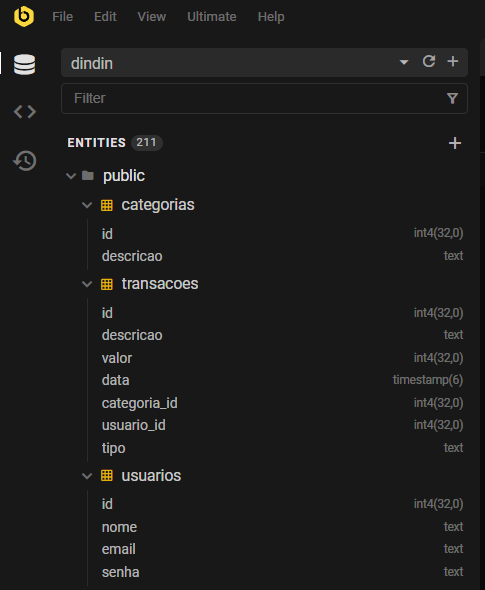 File Edit View Ultimate Help
dindin
Filter
ENTITIES 211
public
categorias
id int4(32,0)
descricao text
transacoes
id int4(32,0)
descricao text
valor int4(32,0)
data timestamp(6)
categoria_id int4(32,0)
usuario_id int4(32,0)
tipo text
usuarios
id int4(32,0)
nome text
email text
senha text